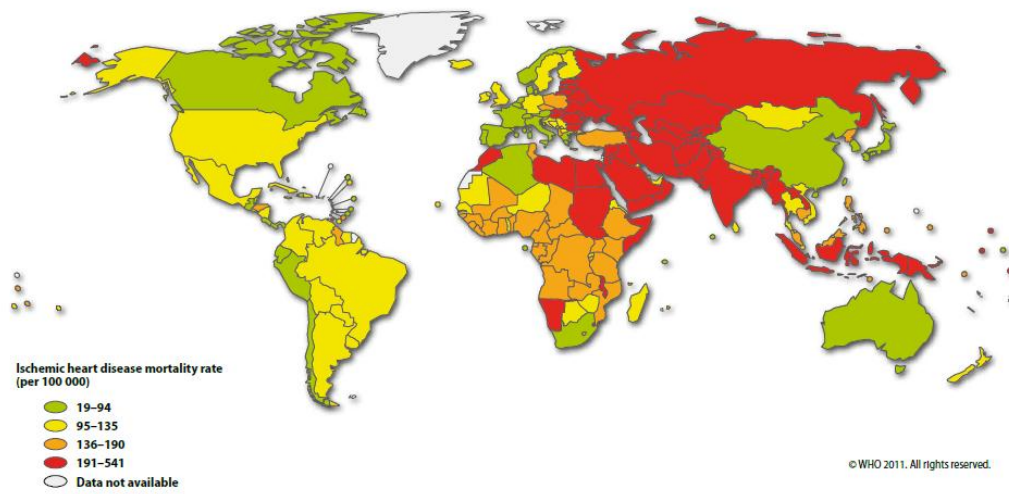 Ischemic heart disease mortality rate
(per 100 000)
19–94
95–135
136–190
191–541
Data not available
© WHO 2011. All rights reserved.